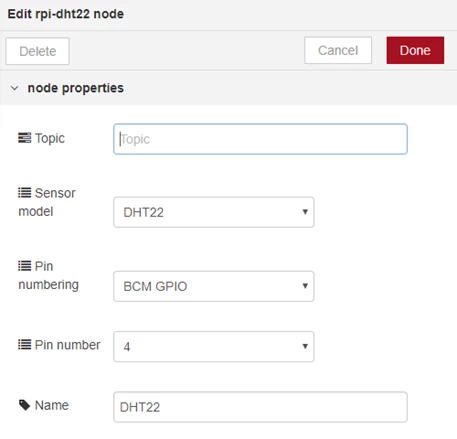 Edit rpi-dht22 node
Delete Cancel Done
node properties
Topic Topic
Sensor model DHT22
Pin numbering BCM GPIO
Pin number 4
Name DHT22